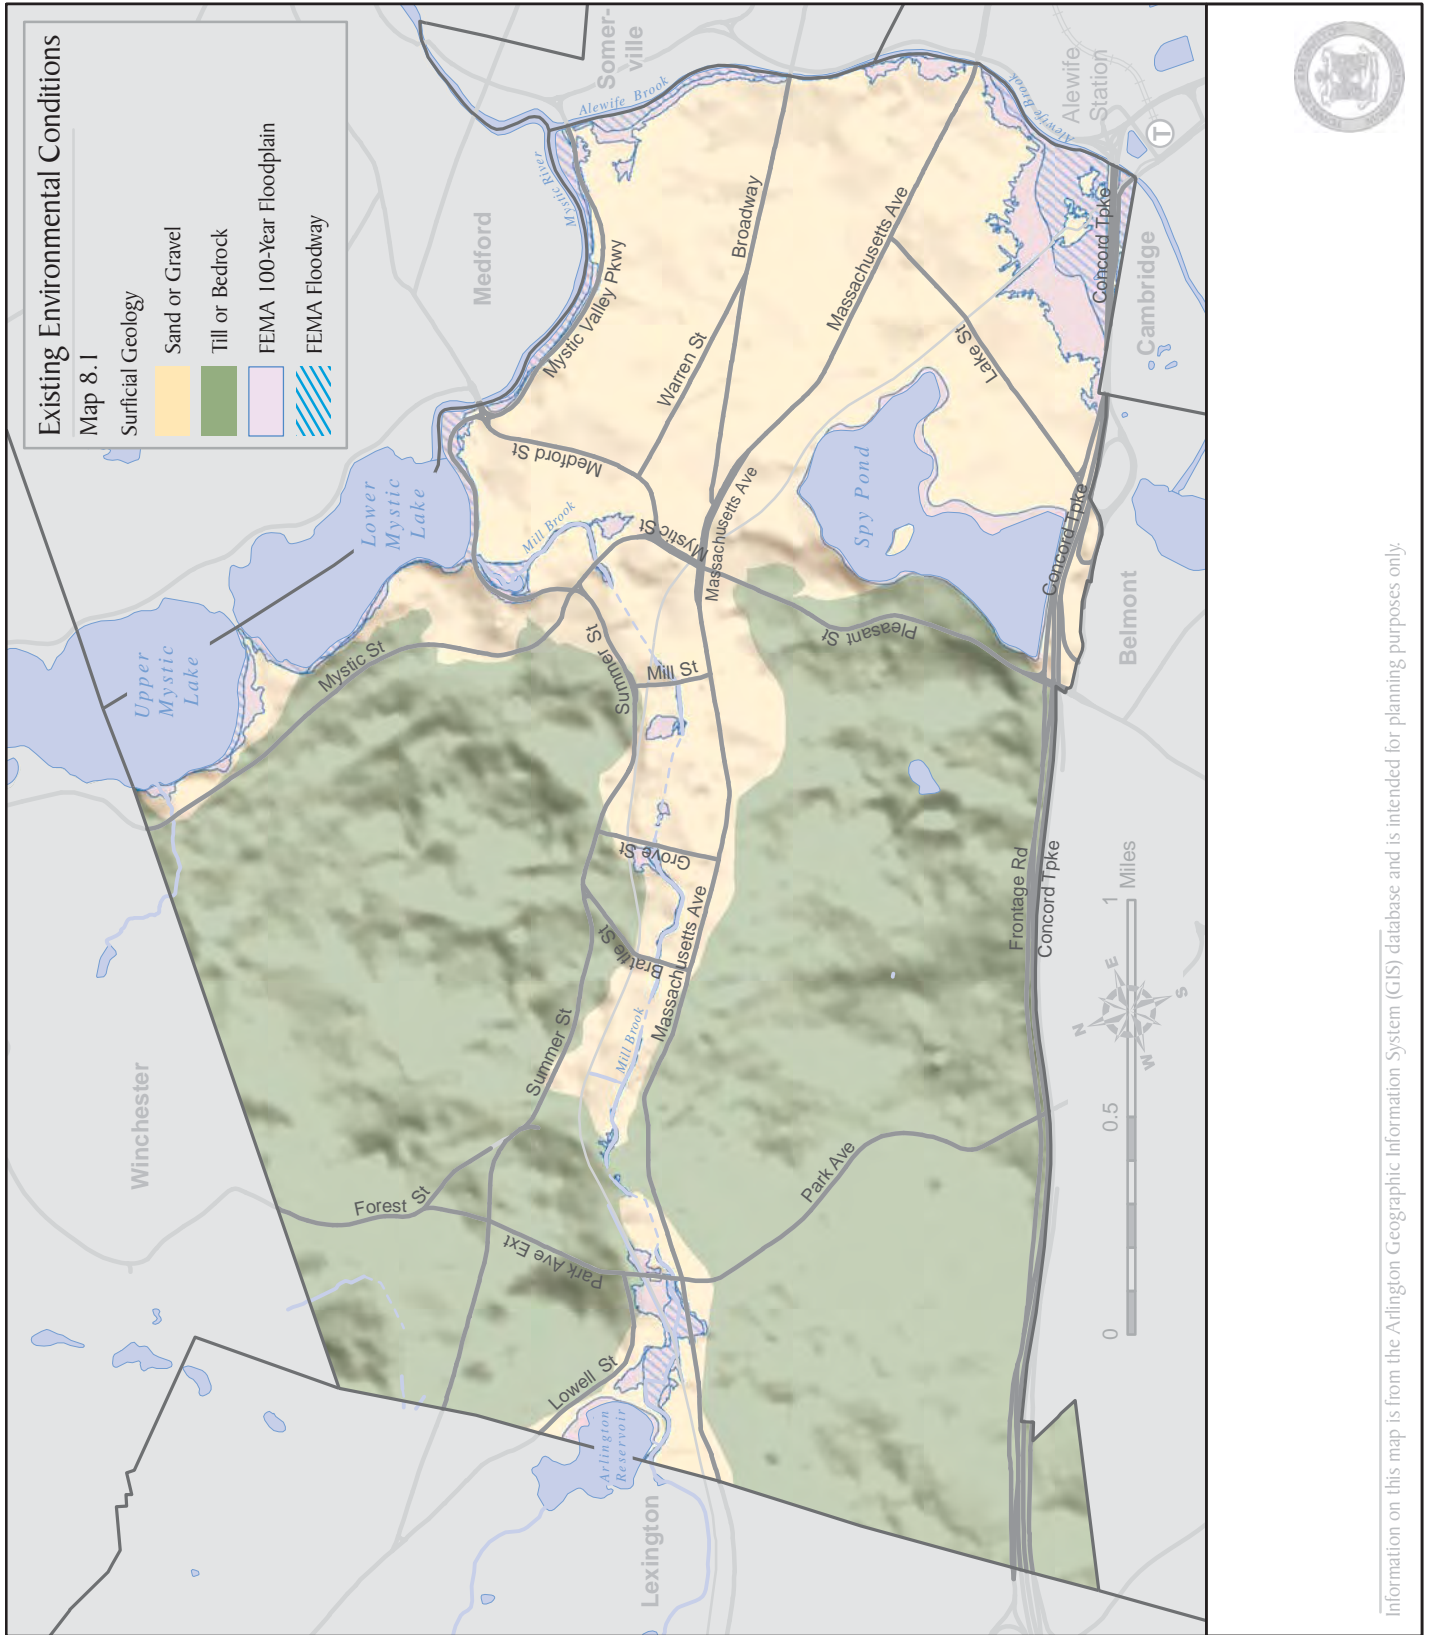 Existing Environmental Conditions
Map 8.1
Surficial Geology
Sand or Gravel
Till or Bedrock
FEMA 100-Year Floodplain
FEMA Floodway
Somer-
ville
Alewife Brook
Mystic River
Medford
Alewife
Station
T
Alewife Brook
Mystic Valley Pkwy
Broadway
Massachusetts Ave
Warren St
Medford St
Lake St
Concord Tpke
Cambridge
Lower
Mystic
Lake
Mill Brook
Mystic St
Massachusetts Ave
Spy Pond
Concord Tpke
Belmont
Upper
Mystic
Lake
Mystic St
Summer St
Mill St
Pleasant St
Grove St
Brattle St
Massachusetts Ave
Mill Brook
Summer St
Frontage Rd
Concord Tpke
Winchester
Forest St
Park Ave Ext
Park Ave
Lowell St
Arlington
Reservoir
Lexington
0 0.5 1
Miles
N
E
S
W
Information on this map is from the Arlington Geographic Information System (GIS) database and is intended for planning purposes only.